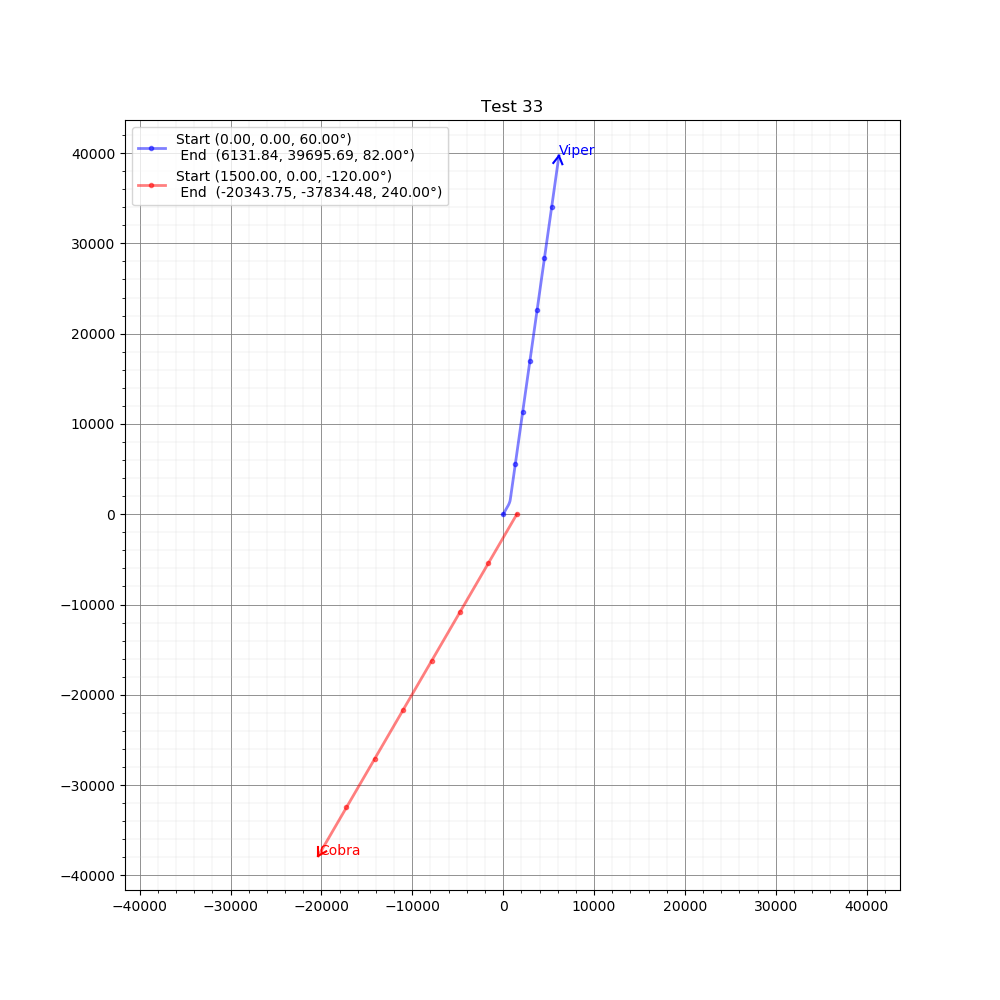 Test 33
Start (0.00, 0.00, 60.00°)
End (6131.84, 39695.69, 82.00°)
Start (1500.00, 0.00, -120.00°)
End (-20343.75, -37834.48, 240.00°)
Viper
Cobra
40000
30000
20000
10000
0
−10000
−20000
−30000
−40000
−40000 −30000 −20000 −10000 0 10000 20000 30000 40000